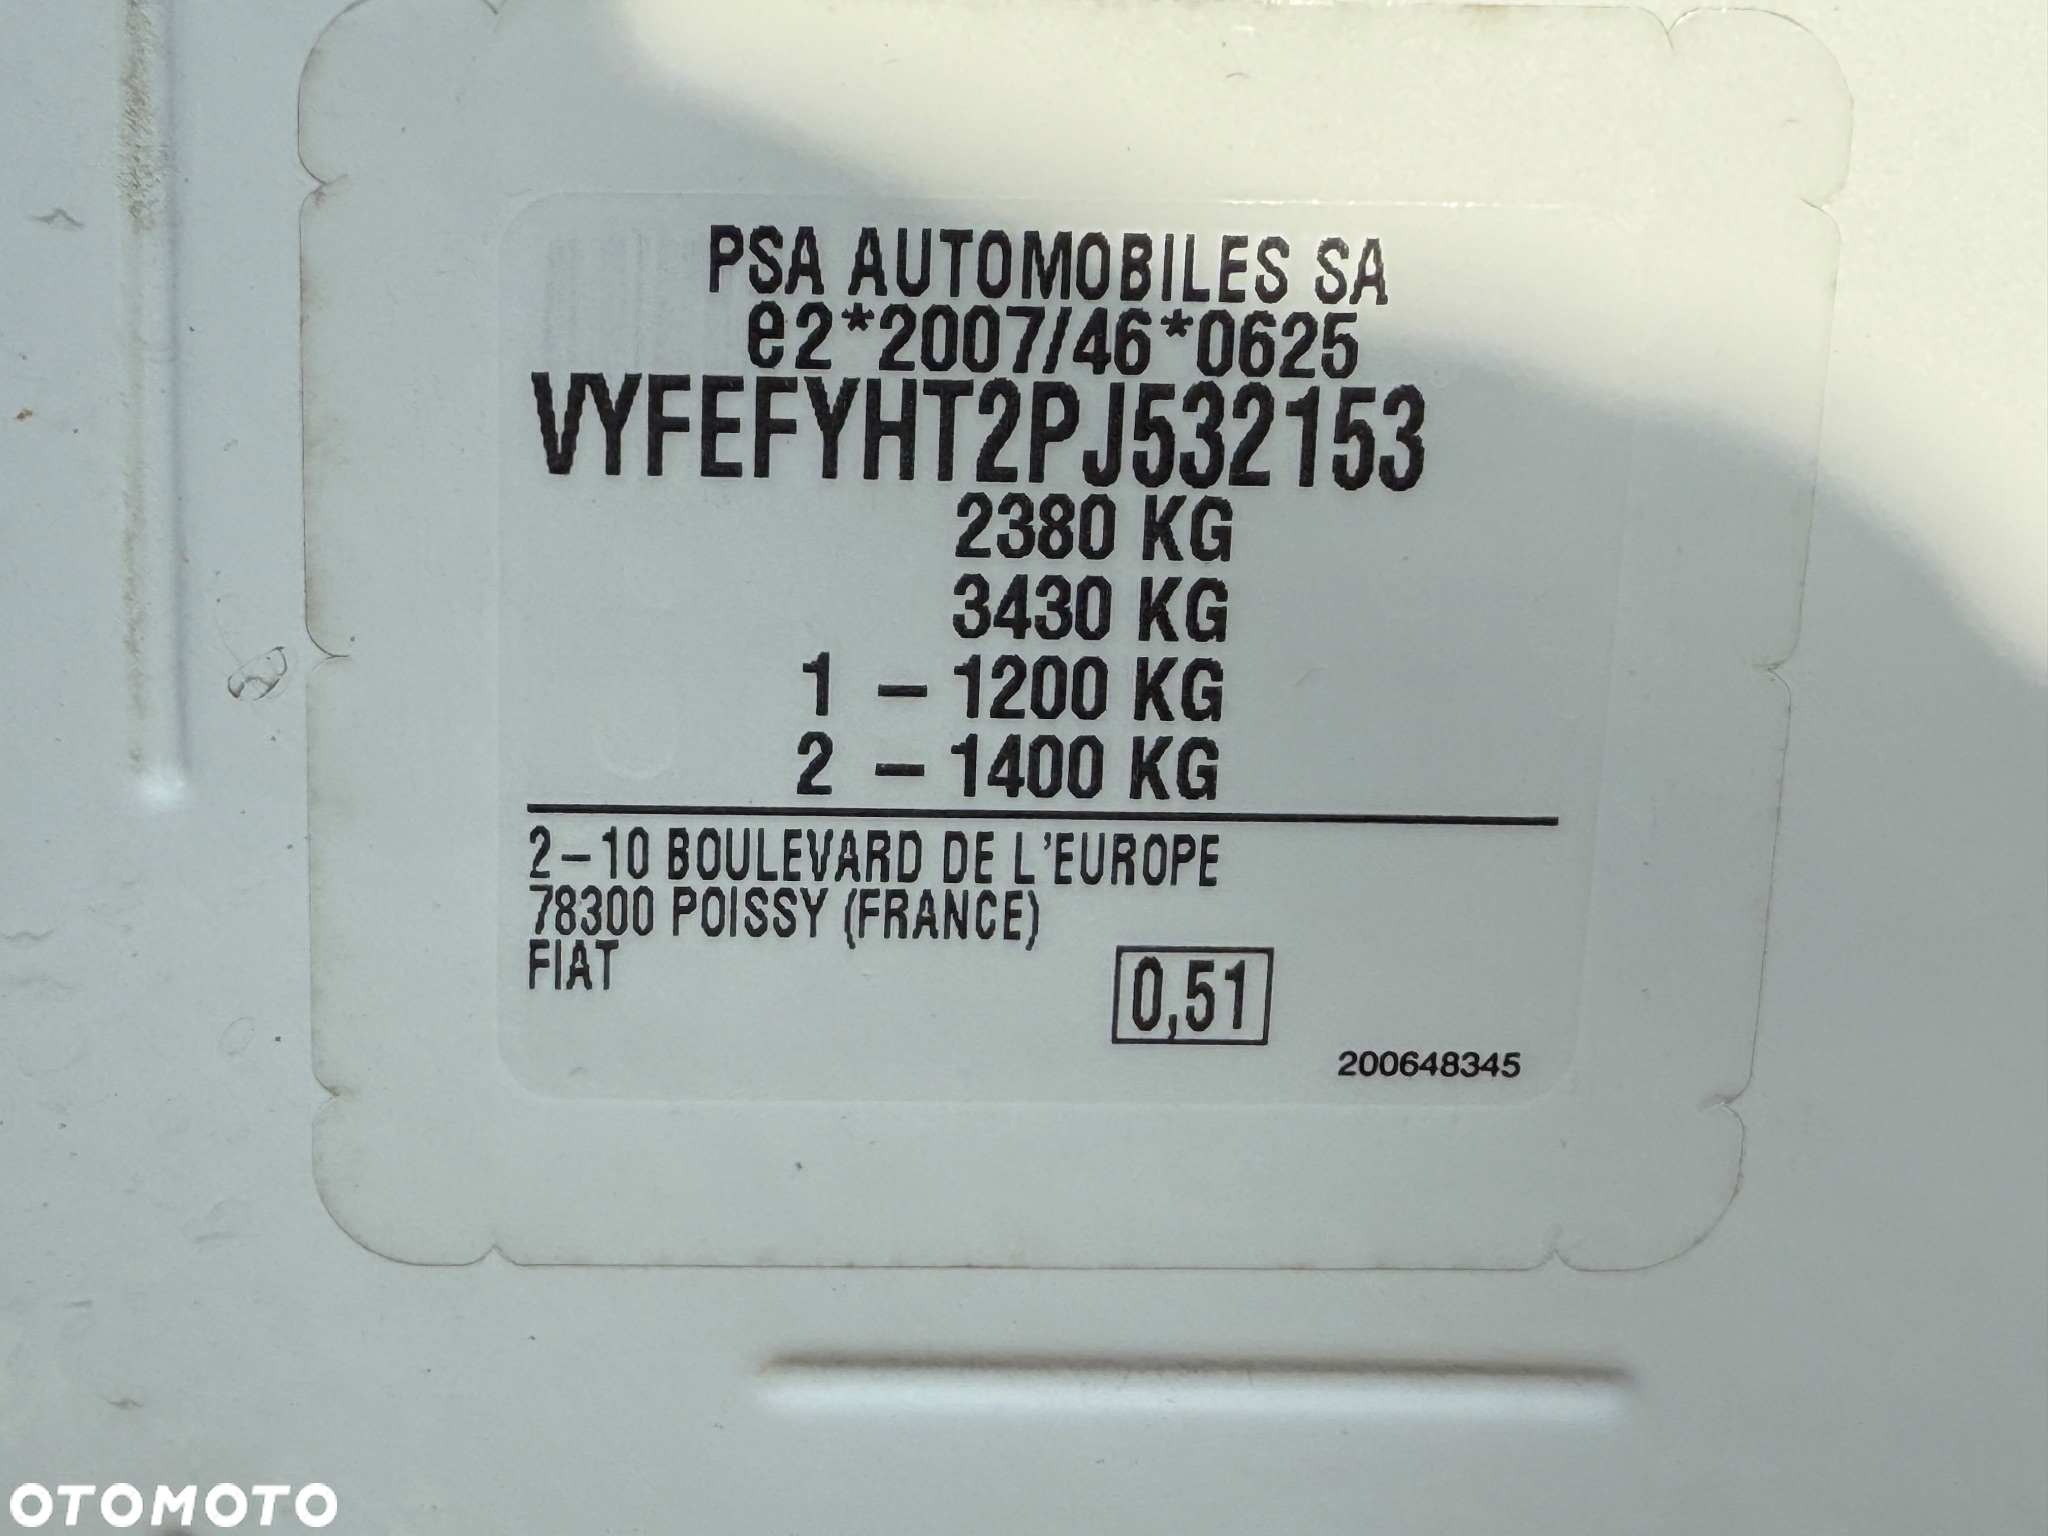 PSA AUTOMOBILES SA
e2*2007/46*0625
VYFEFYHT2PJ532153
2380 KG
3430 KG
1 – 1200 KG
2 – 1400 KG
2–10 BOULEVARD DE L'EUROPE
78300 POISSY (FRANCE)
FIAT
0,51
200648345
OTOMOTO